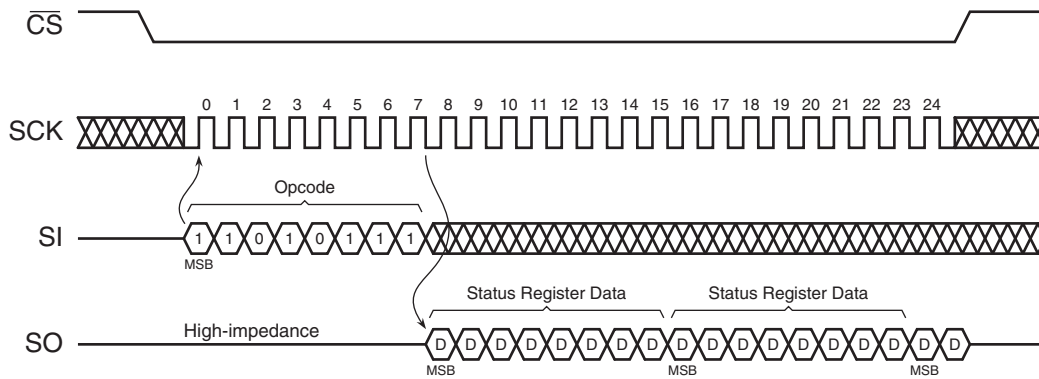 CS
SCK
0 1 2 3 4 5 6 7 8 9 10 11 12 13 14 15 16 17 18 19 20 21 22 23 24
Opcode
SI
1 1 0 1 0 1 1 1
MSB
Status Register Data Status Register Data
SO
High-impedance
D D D D D D D D D D D D D D D D D D
MSB MSB MSB